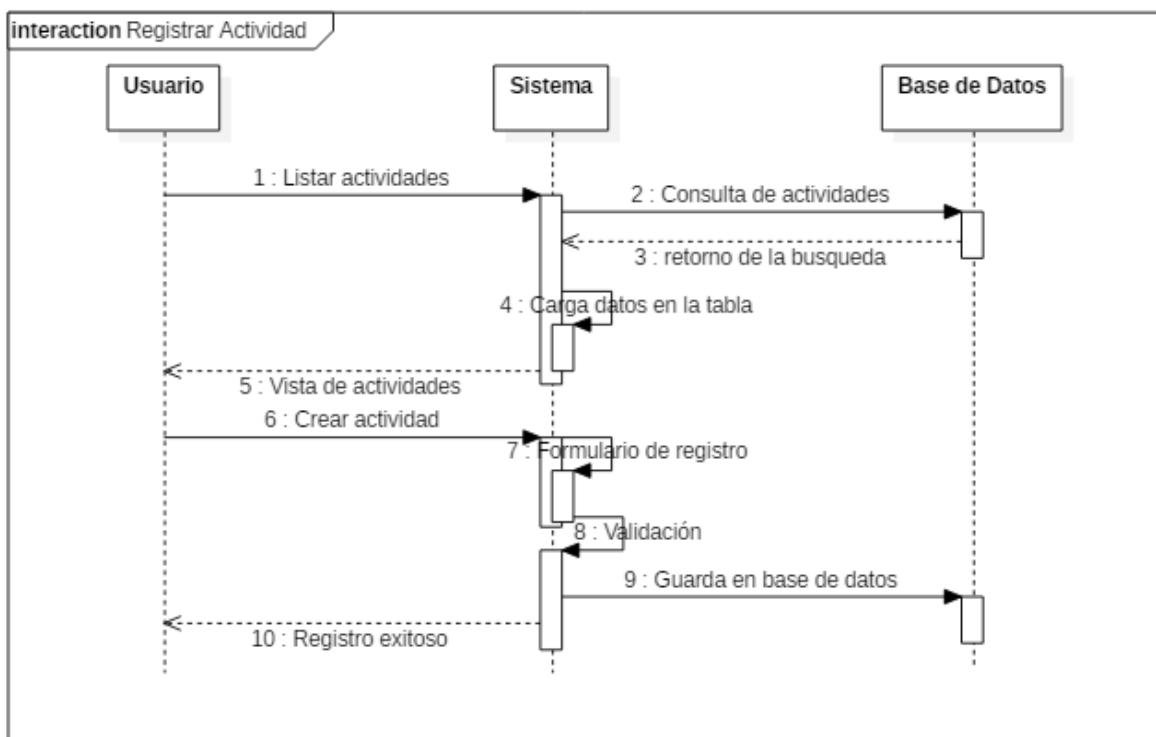 interaction Registrar Actividad
Usuario
Sistema
Base de Datos
1 : Listar actividades
2 : Consulta de actividades
3 : retorno de la busqueda
4 : Carga datos en la tabla
5 : Vista de actividades
6 : Crear actividad
7 : Formulario de registro
8 : Validación
9 : Guarda en base de datos
10 : Registro exitoso